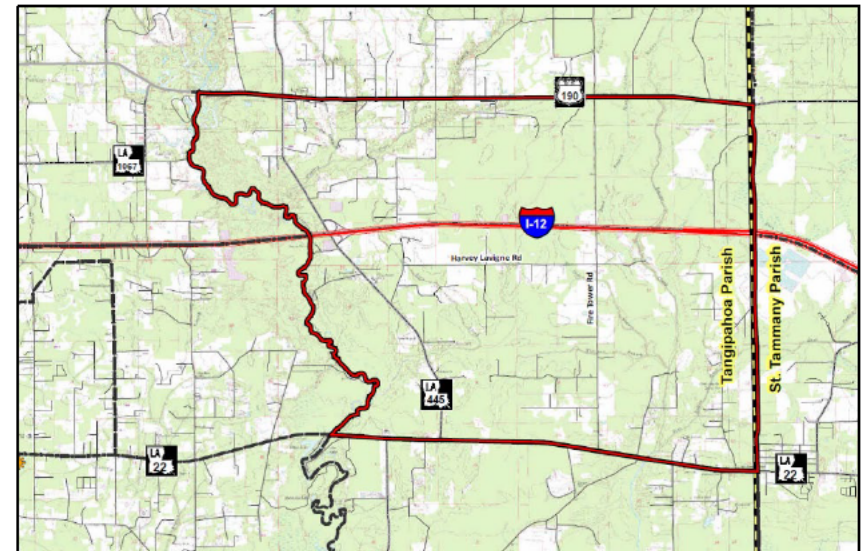 190
LA
1067
I-12
Harvey Lavigne Rd
Fire Tower Rd
Tangipahoa Parish
St. Tammany Parish
LA
445
LA
22
LA
22